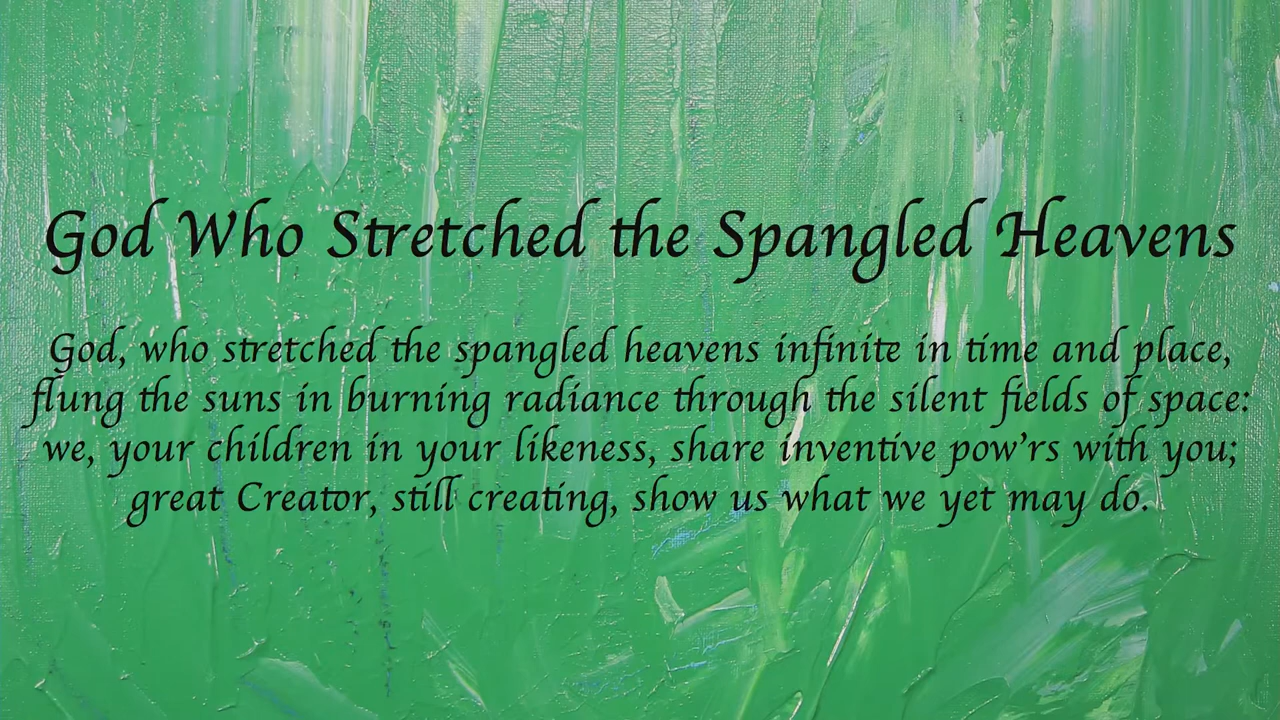 God Who Stretched the Spangled Heavens
God, who stretched the spangled heavens infinite in time and place,
flung the suns in burning radiance through the silent fields of space:
we, your children in your likeness, share inventive pow'rs with you;
great Creator, still creating, show us what we yet may do.